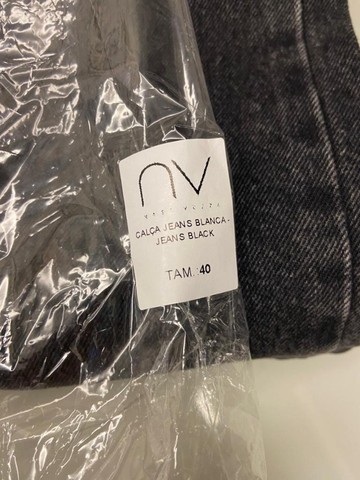 nv
CALÇA JEANS BLANCA -
JEANS BLACK
TAM.: 40